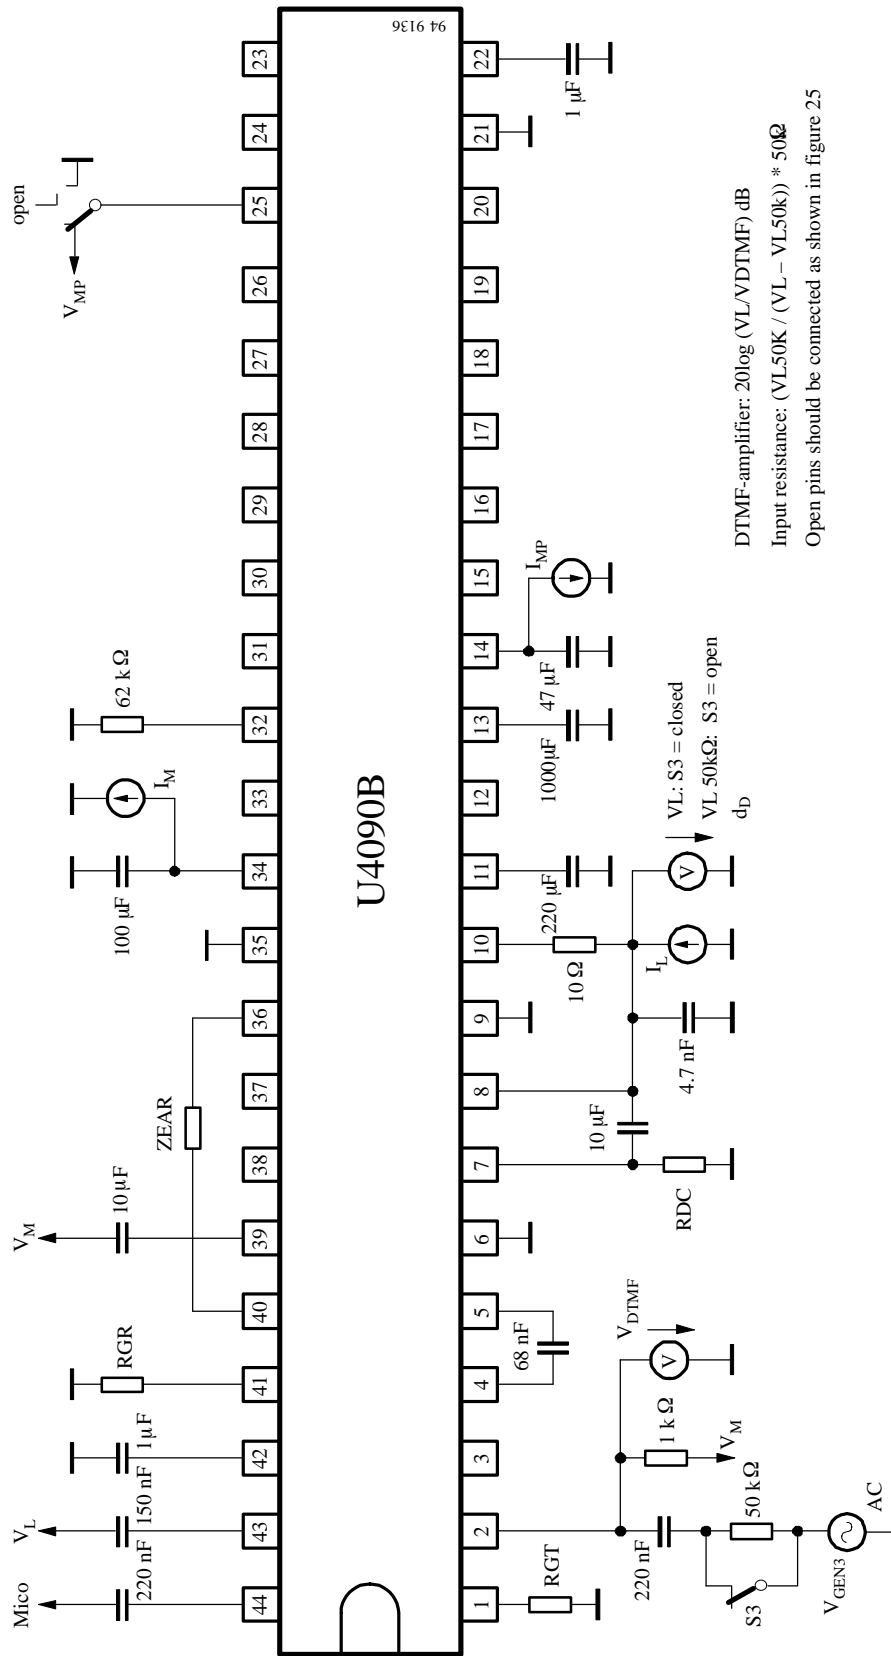 94 9136
U4090B
Mico
220 nF
V_L
150 nF
1 µF
RGR
V_M
10 µF
ZEAR
100 µF
I_M
62 kΩ
V_MP
open
44
43
42
41
40
39
38
37
36
35
34
33
32
31
30
29
28
27
26
25
24
23
1
2
3
4
5
6
7
8
9
10
11
12
13
14
15
16
17
18
19
20
21
22
RGT
220 nF
S3
50 kΩ
V_GEN3
AC
1 kΩ
V_M
V
V_DTMF
68 nF
RDC
10 µF
4.7 nF
10 Ω
I_L
220 µF
V
VL: S3 = closed
VL 50kΩ: S3 = open
d_D
1000µF
47 µF
I_MP
1 µF
DTMF-amplifier: 20log (VL/VDTMF) dB
Input resistance: (VL50K / (VL – VL50k)) * 50kΩ
Open pins should be connected as shown in figure 25